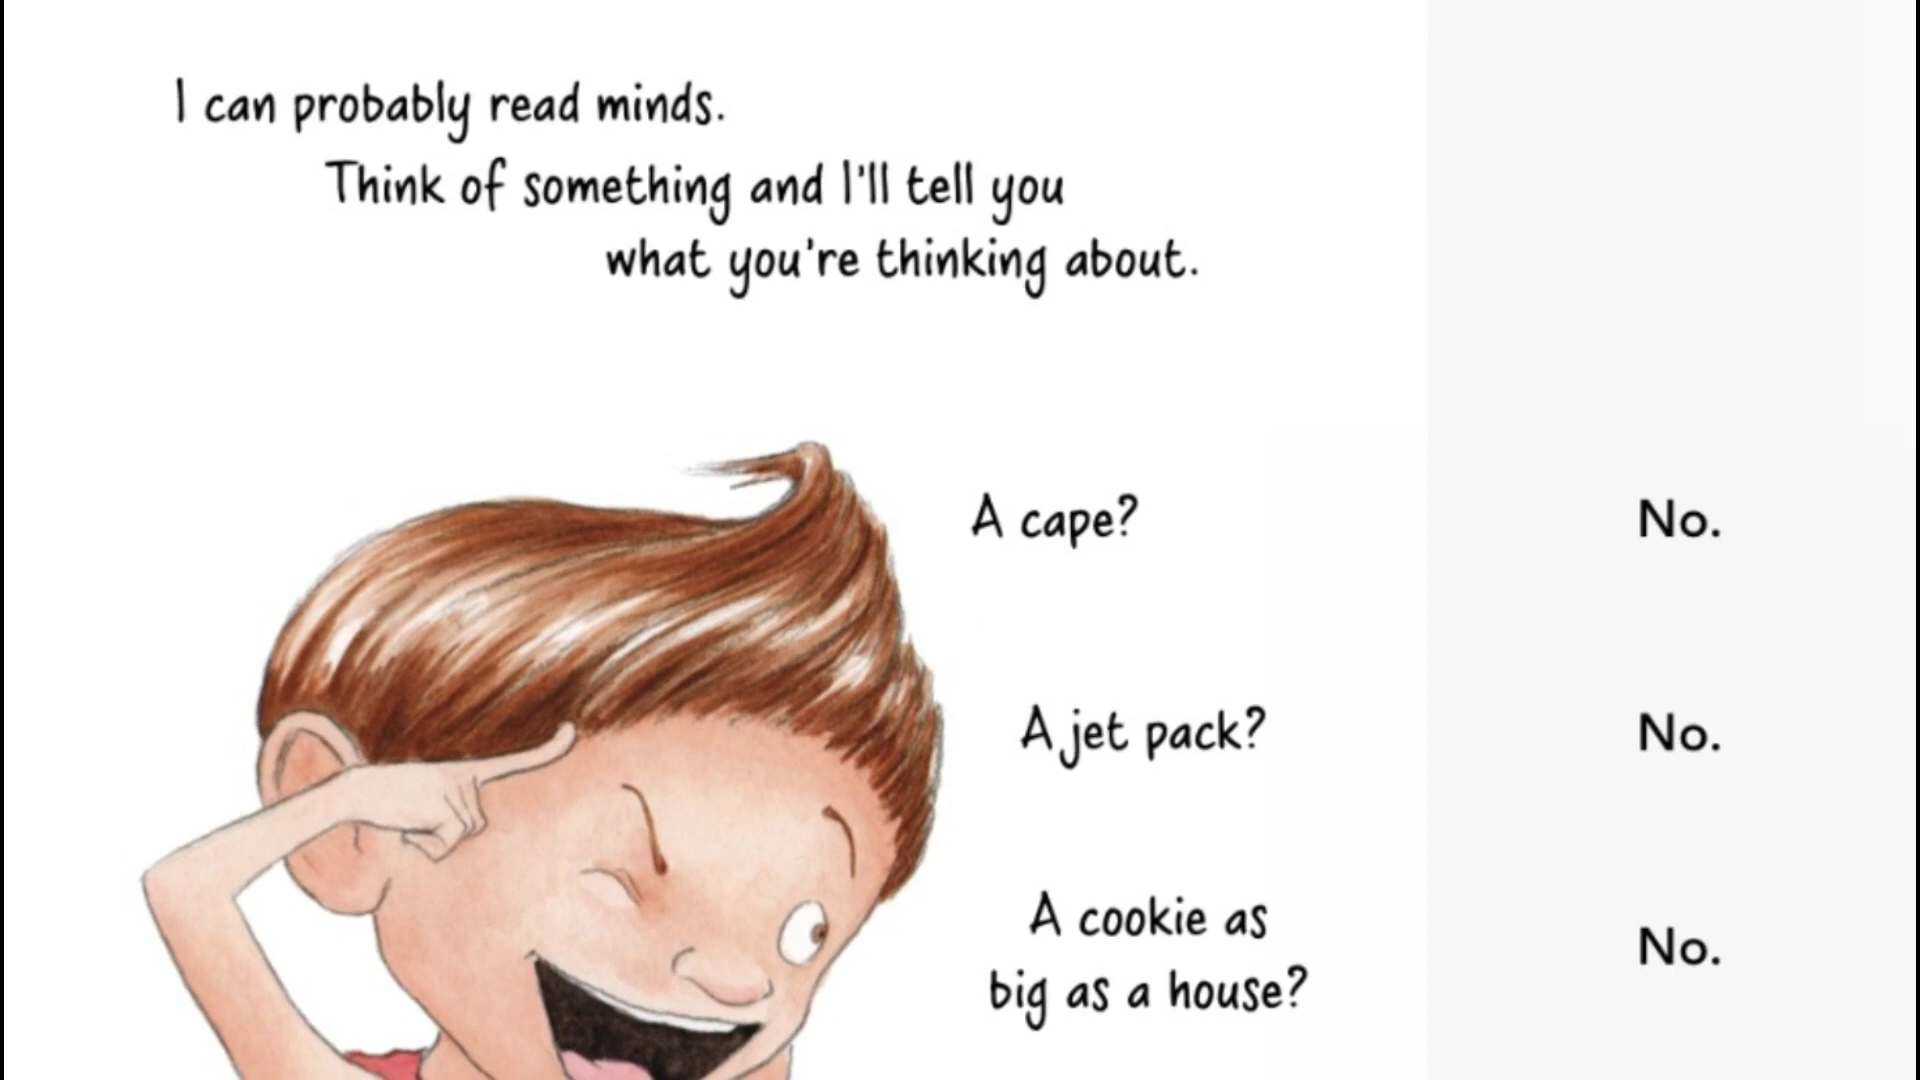 I can probably read minds.
Think of something and I'll tell you
what you're thinking about.
A cape?
No.
A jet pack?
No.
A cookie as
big as a house?
No.